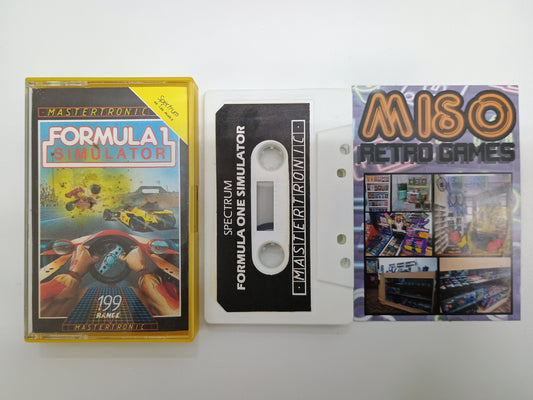 MASTERTRONIC
Spectrum
FORMULA 1
SIMULATOR
199
RANGE
MASTERTRONIC
SPECTRUM
FORMULA ONE SIMULATOR
MASTERTRONIC
MISO
RETRO GAMES